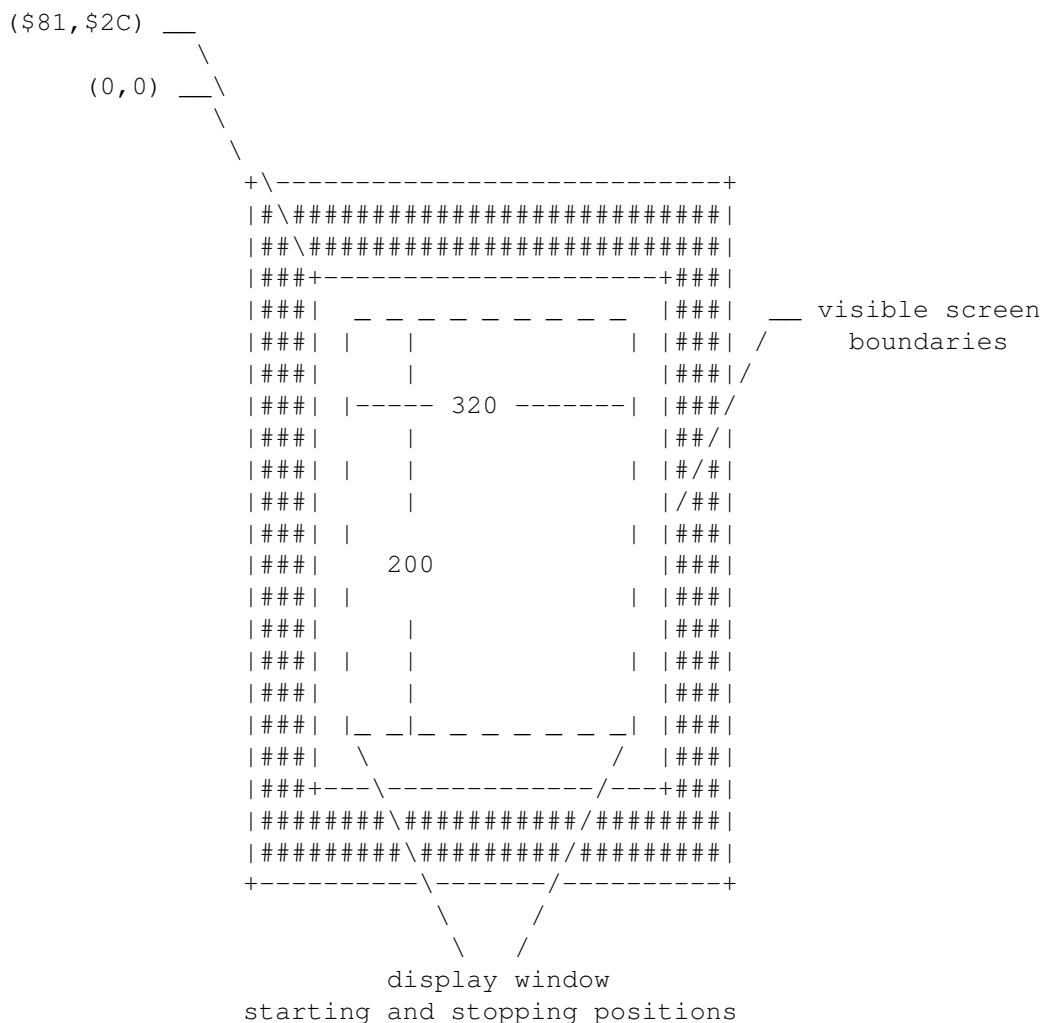 ($81,$2C)
(0,0)
visible screen
boundaries
320
200
display window
starting and stopping positions